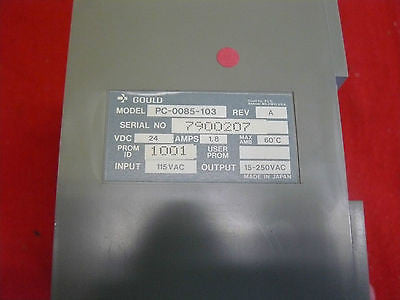 GOULD
MODEL PC-0085-103 REV A
SERIAL NO 7900207
VDC 24 AMPS 1.8 MAX AMB 60°C
PROM ID 1001 USER PROM
INPUT 115VAC OUTPUT 15-250VAC
MADE IN JAPAN